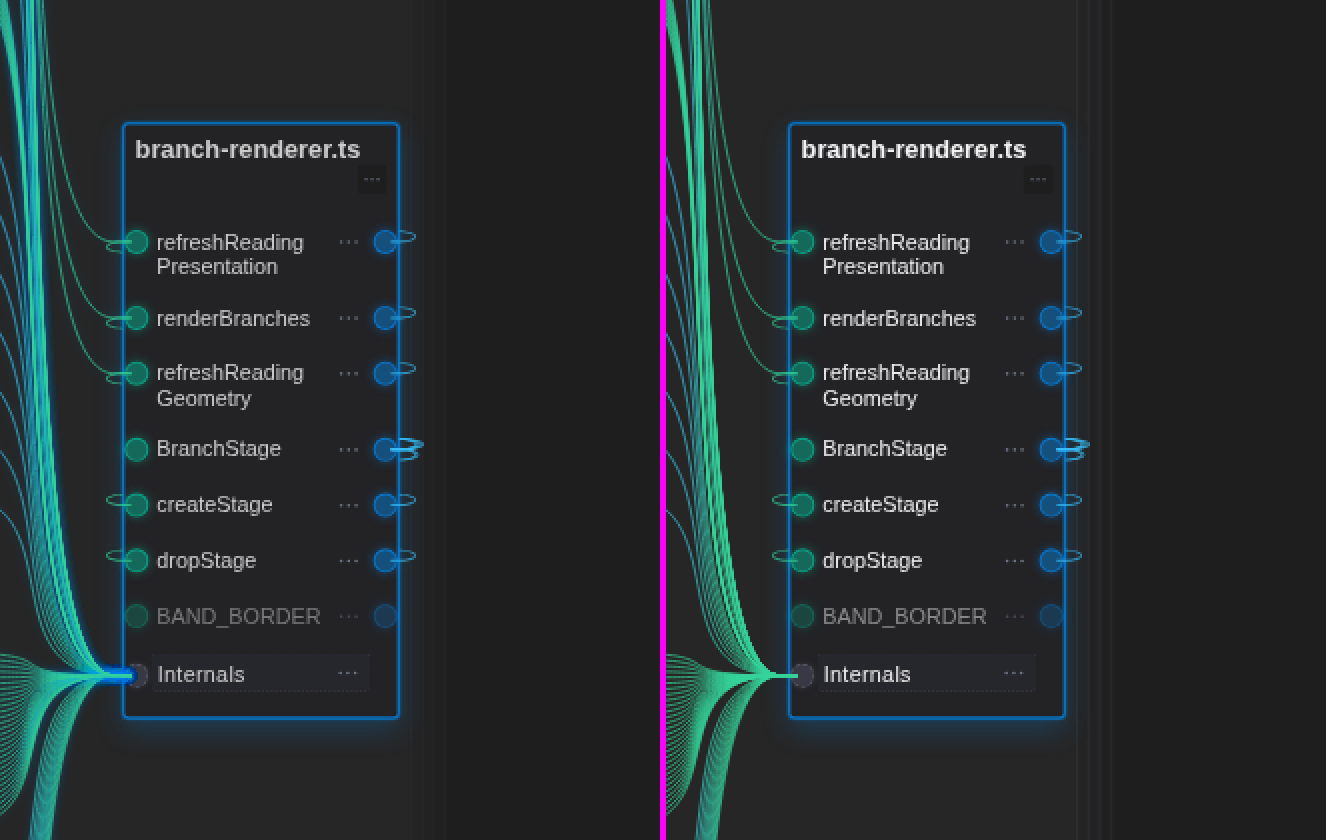 branch-renderer.ts
refreshReading
Presentation
renderBranches
refreshReading
Geometry
BranchStage
createStage
dropStage
BAND_BORDER
Internals
branch-renderer.ts
refreshReading
Presentation
renderBranches
refreshReading
Geometry
BranchStage
createStage
dropStage
BAND_BORDER
Internals